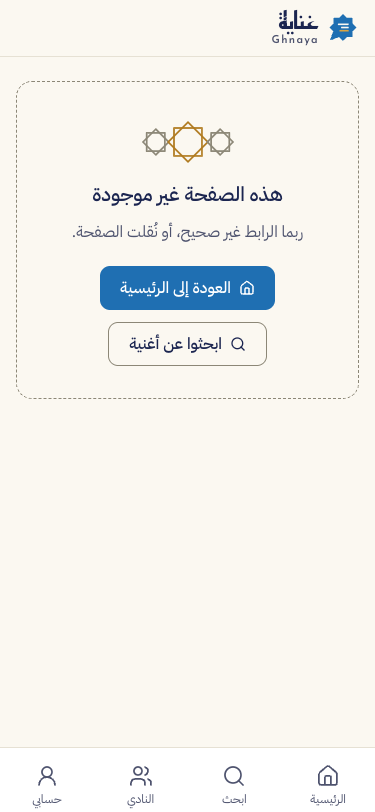 غناية
Ghnaya
هذه الصفحة غير موجودة
ربما الرابط غير صحيح، أو نُقلت الصفحة.
العودة إلى الرئيسية
ابحثوا عن أغنية
الرئيسية
ابحث
النادي
حسابي